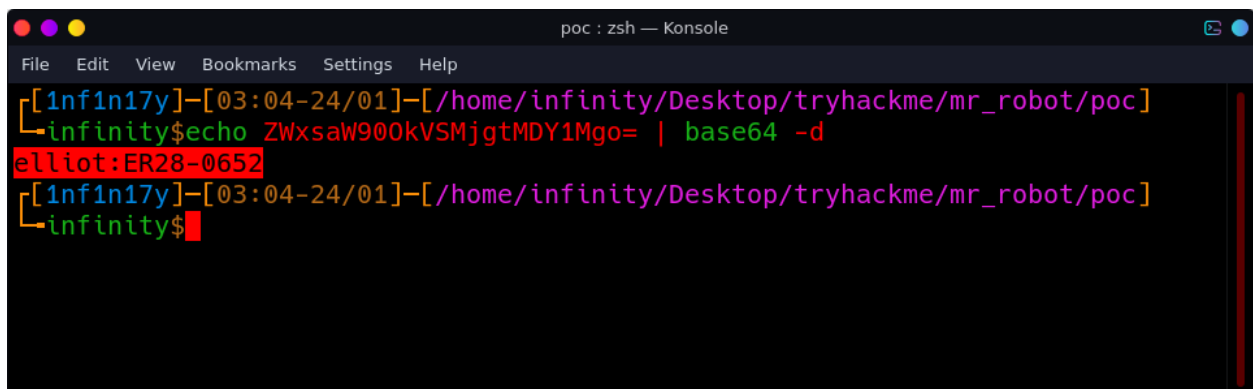 poc : zsh — Konsole
File Edit View Bookmarks Settings Help
┌[1nf1n17y]─[03:04-24/01]─[/home/infinity/Desktop/tryhackme/mr_robot/poc]
└╼infinity$echo ZWxsaW90OkVSMjgtMDY1Mgo= | base64 -d
elliot:ER28-0652
┌[1nf1n17y]─[03:04-24/01]─[/home/infinity/Desktop/tryhackme/mr_robot/poc]
└╼infinity$